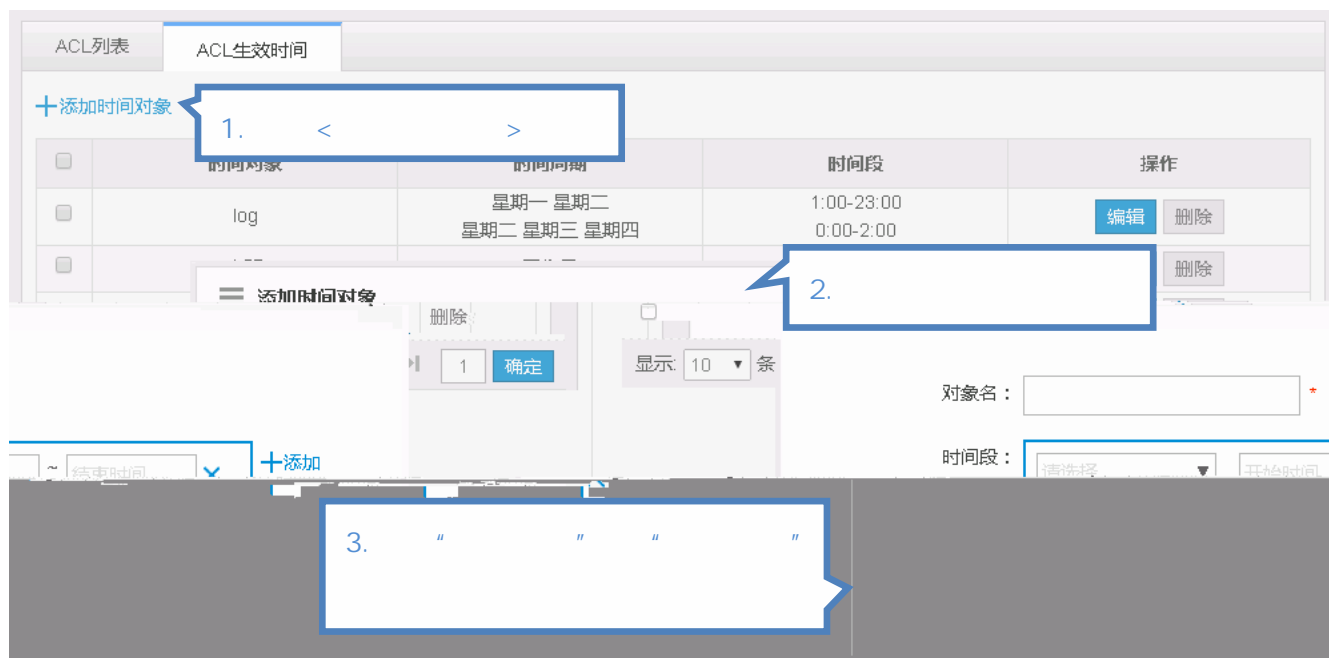 ACL列表 ACL生效时间
添加时间对象
1. < >
时间对象 时间周期 时间段 操作
log 星期一 星期二 1:00-23:00 编辑 删除
星期二 星期三 星期四 0:00-2:00
删除
2.
添加时间对象
删除
1 确定 显示: 10 条
对象名： *
~ 结束时间 添加 时间段： 请选择 开始时间
3. “ ” “ ”